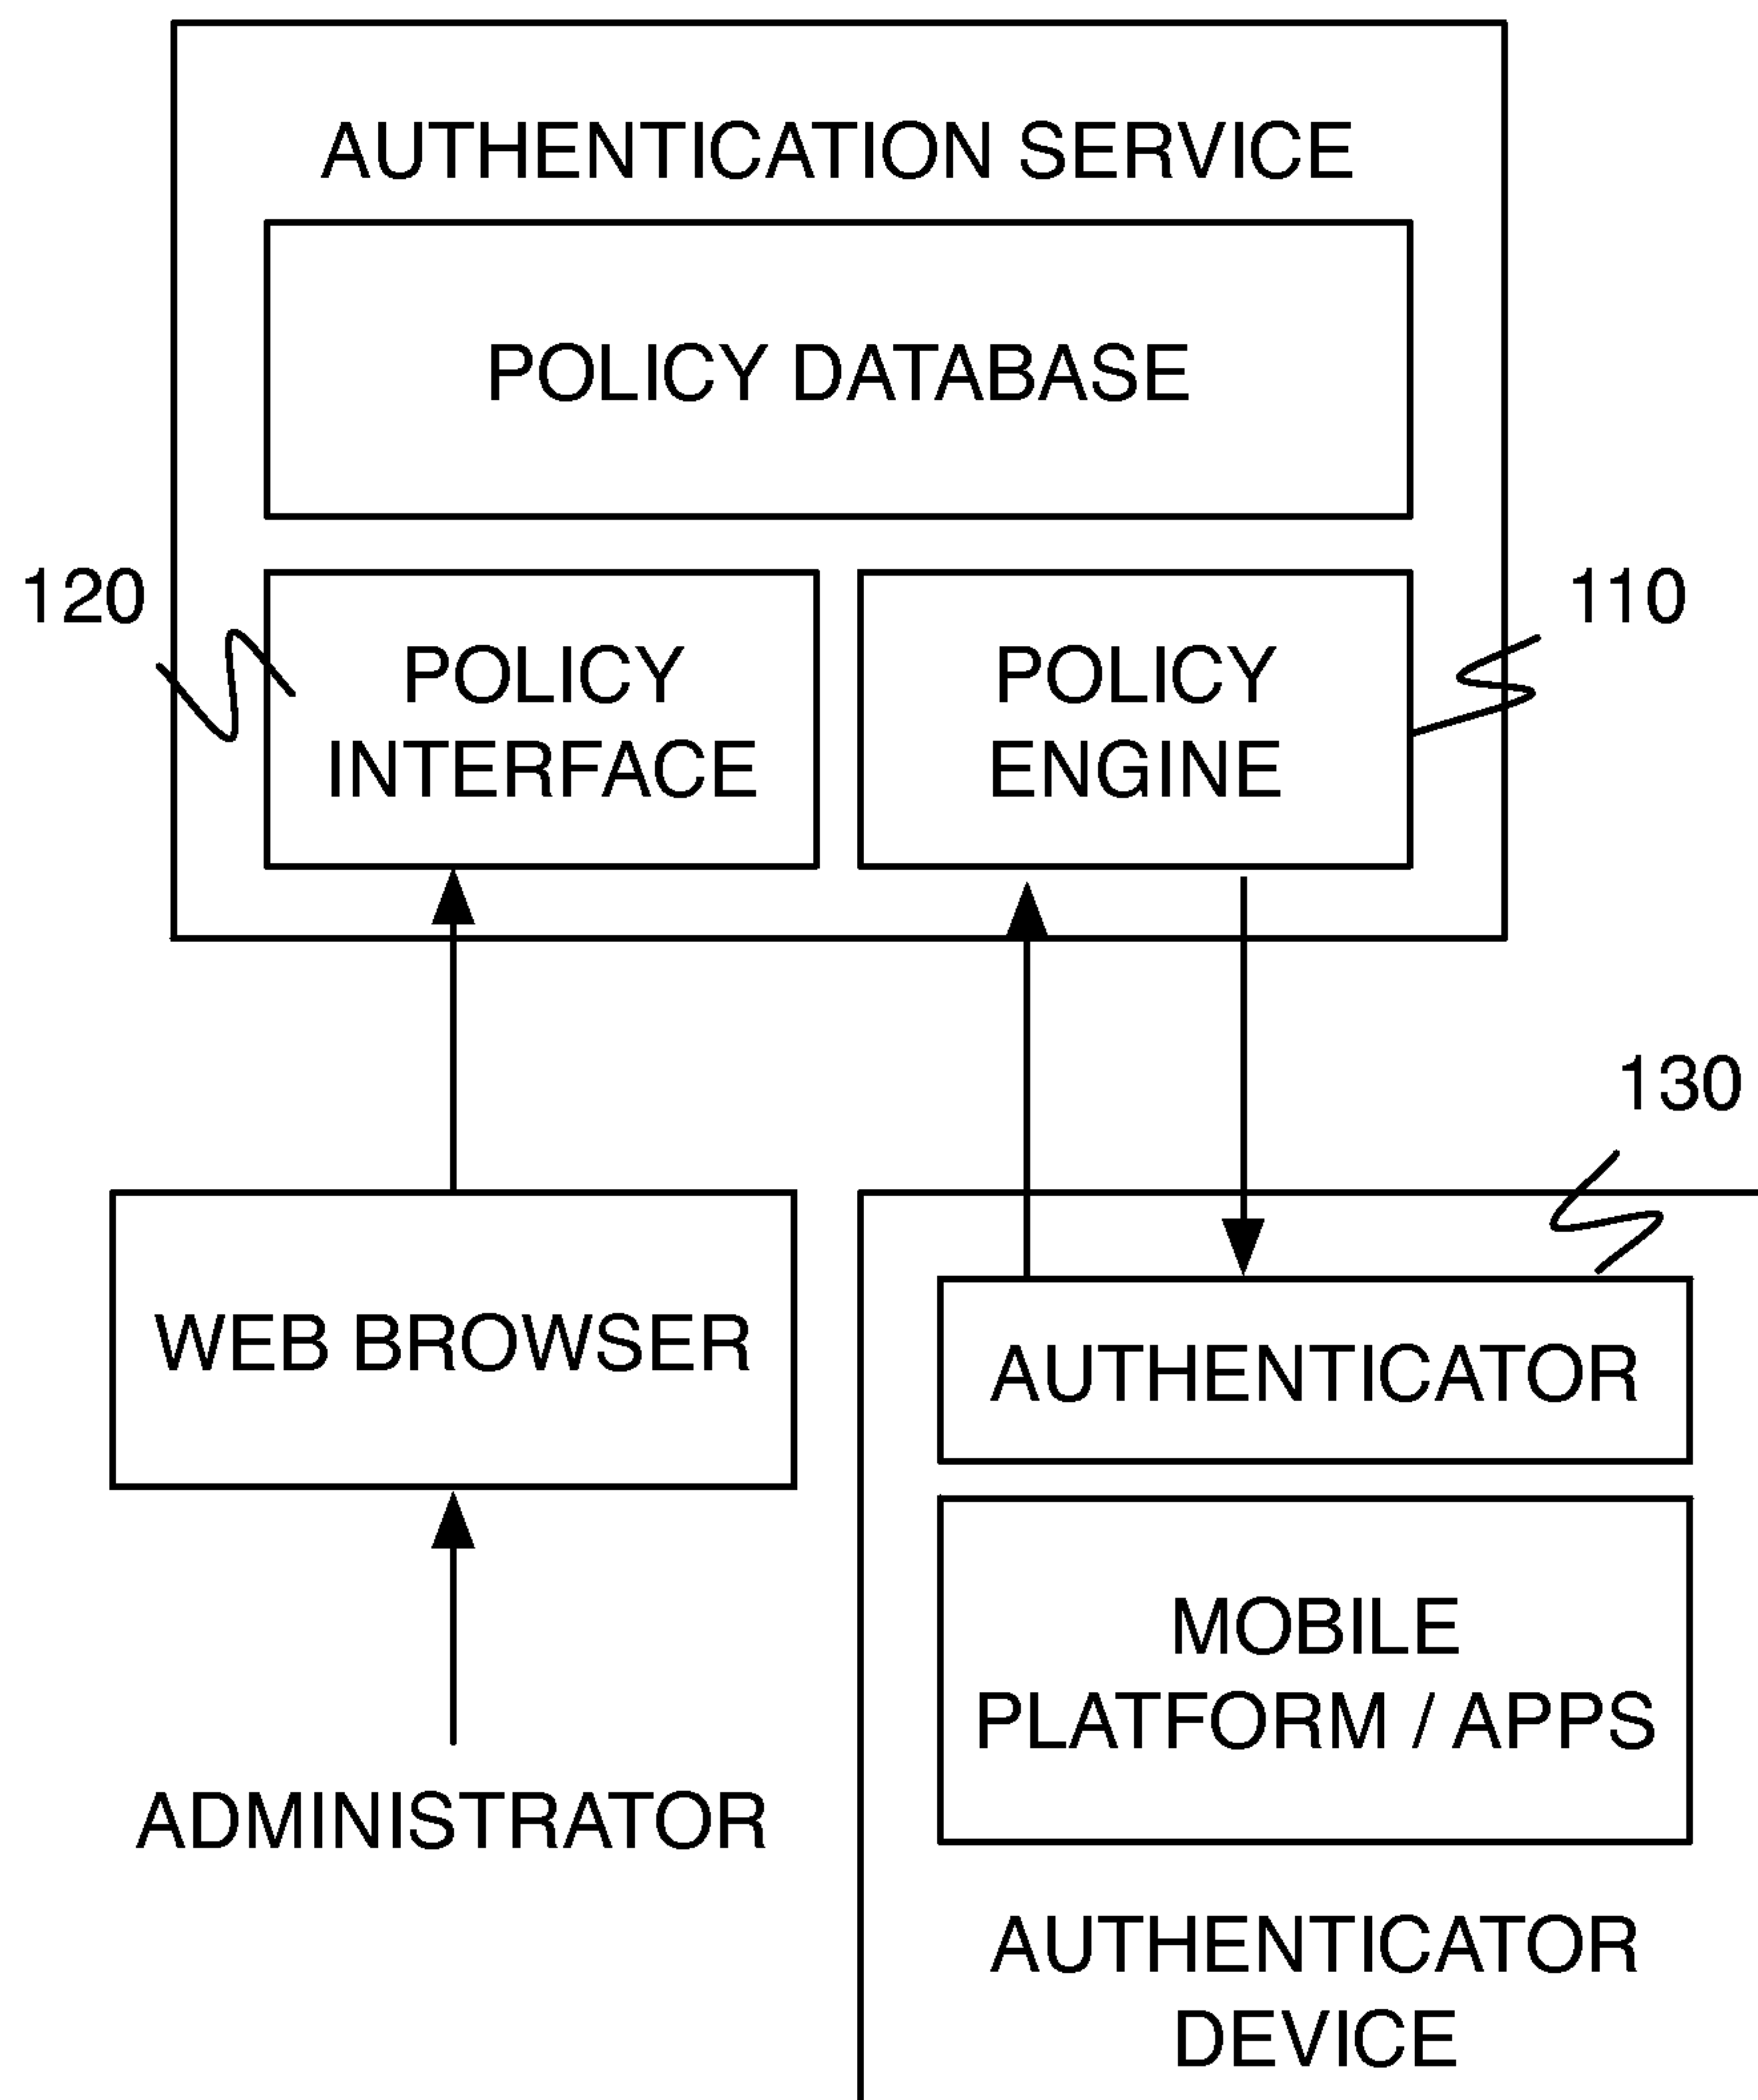 AUTHENTICATION SERVICE
POLICY DATABASE
120
110
POLICY
INTERFACE
POLICY
ENGINE
130
WEB BROWSER
AUTHENTICATOR
MOBILE
PLATFORM / APPS
ADMINISTRATOR
AUTHENTICATOR
DEVICE